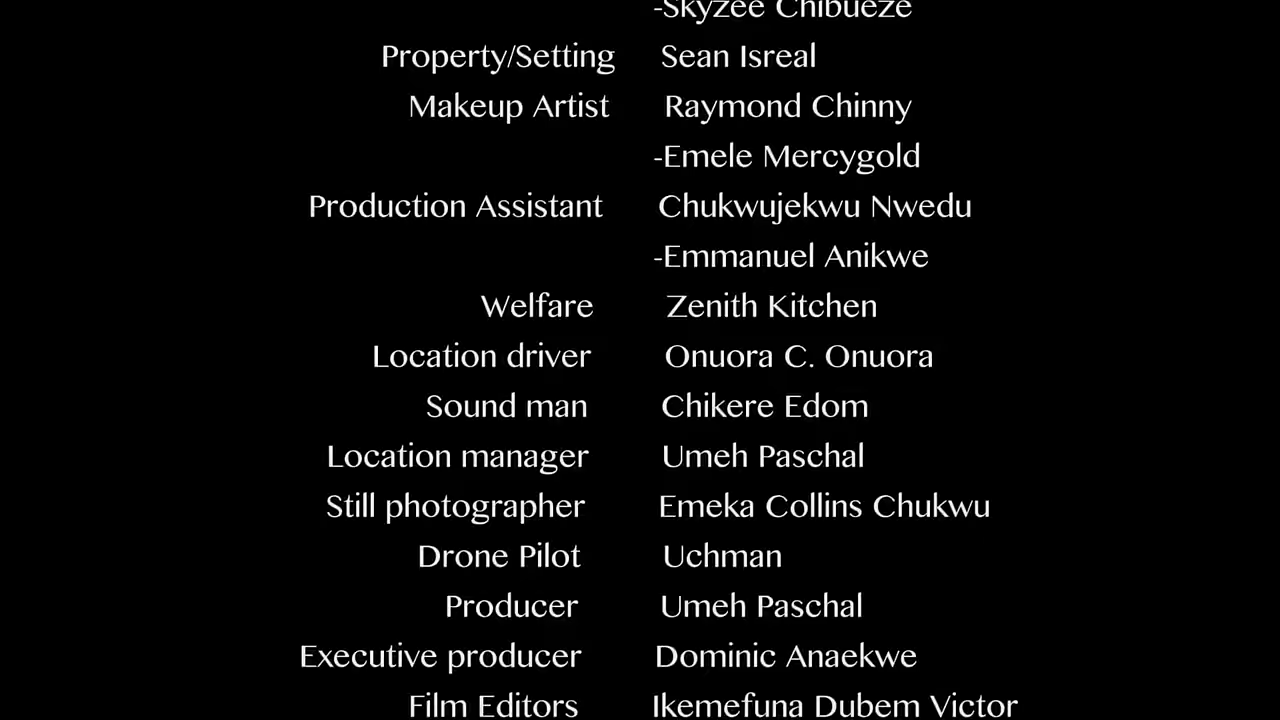 -Skyzee Chibueze
Property/Setting Sean Isreal
Makeup Artist Raymond Chinny
-Emele Mercygold
Production Assistant Chukwujekwu Nwedu
-Emmanuel Anikwe
Welfare Zenith Kitchen
Location driver Onuora C. Onuora
Sound man Chikere Edom
Location manager Umeh Paschal
Still photographer Emeka Collins Chukwu
Drone Pilot Uchman
Producer Umeh Paschal
Executive producer Dominic Anaekwe
Film Editors Ikemefuna Dubem Victor